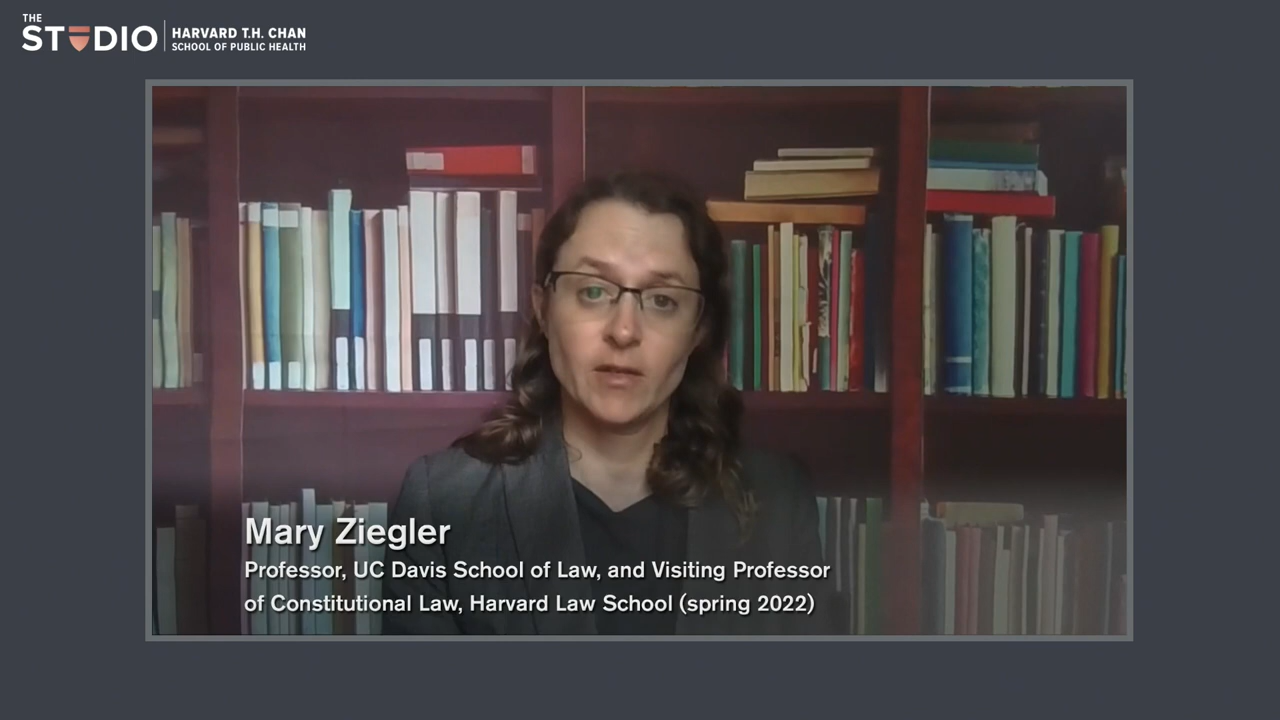 THE
STUDIO
HARVARD T.H. CHAN
SCHOOL OF PUBLIC HEALTH
Mary Ziegler
Professor, UC Davis School of Law, and Visiting Professor
of Constitutional Law, Harvard Law School (spring 2022)